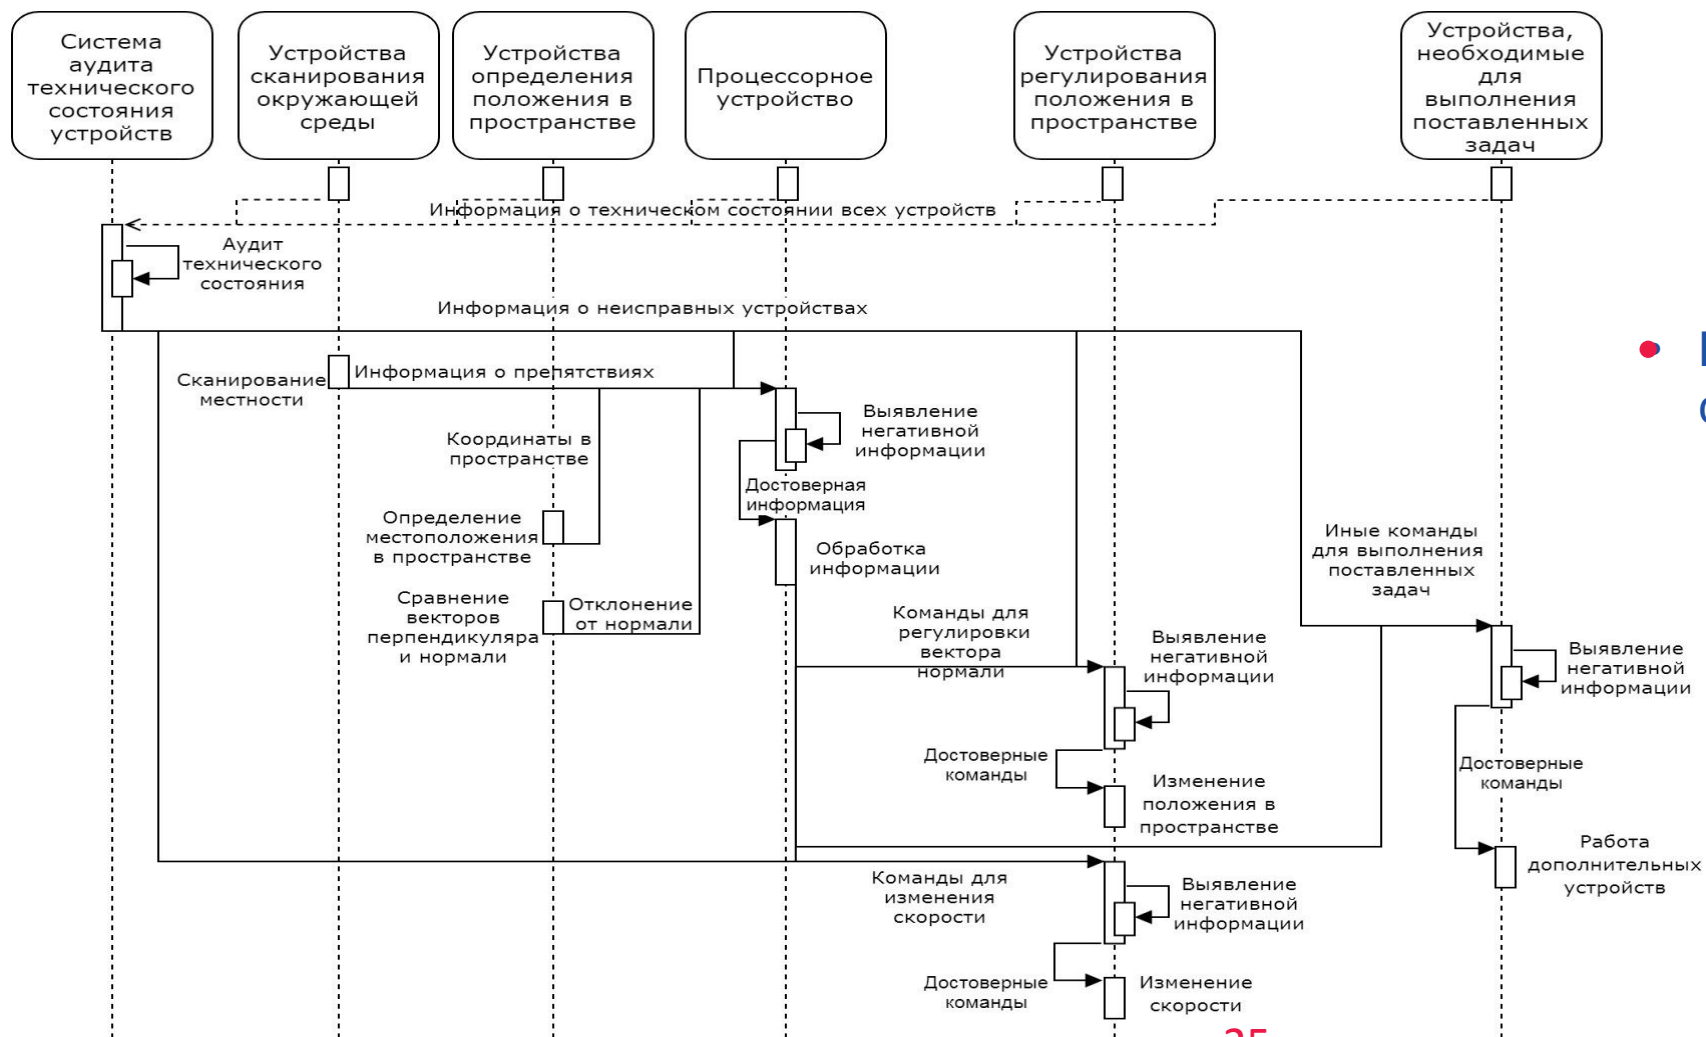 Система
аудита
технического
состояния
устройств
Устройства
сканирования
окружающей
среды
Устройства
определения
положения в
пространстве
Процессорное
устройство
Устройства
регулирования
положения в
пространстве
Устройства,
необходимые
для
выполнения
поставленных
задач
Информация о техническом состоянии всех устройств
Аудит
технического
состояния
Информация о неисправных устройствах
Сканирование
местности
Информация о препятствиях
Выявление
негативной
информации
Координаты в
пространстве
Достоверная
информация
Определение
местоположения
в пространстве
Обработка
информации
Иные команды
для выполнения
поставленных
задач
Сравнение
векторов
перпендикуляра
и нормали
Отклонение
от нормали
Команды для
регулировки
вектора
нормали
Выявление
негативной
информации
Выявление
негативной
информации
Достоверные
команды
Изменение
положения в
пространстве
Достоверные
команды
Работа
дополнительных
устройств
Команды для
изменения
скорости
Выявление
негативной
информации
Достоверные
команды
Изменение
скорости